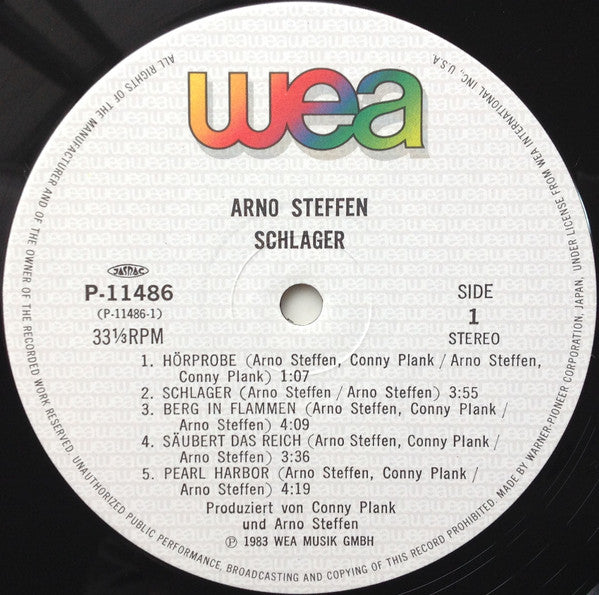 wea
ARNO STEFFEN
SCHLAGER
JASRAC
P-11486
(P-11486-1)
33⅓RPM
SIDE
1
STEREO
1. HÖRPROBE (Arno Steffen, Conny Plank / Arno Steffen,
Conny Plank) 1:07
2. SCHLAGER (Arno Steffen / Arno Steffen) 3:55
3. BERG IN FLAMMEN (Arno Steffen, Conny Plank /
Arno Steffen) 4:09
4. SÄUBERT DAS REICH (Arno Steffen, Conny Plank /
Arno Steffen) 3:36
5. PEARL HARBOR (Arno Steffen, Conny Plank /
Arno Steffen) 4:19
Produziert von Conny Plank
und Arno Steffen
℗ 1983 WEA MUSIK GMBH
ALL RIGHTS OF THE MANUFACTURER AND OF THE OWNER OF THE RECORDED WORK RESERVED. UNAUTHORIZED PUBLIC PERFORMANCE, BROADCASTING AND COPYING OF THIS RECORD PROHIBITED. MADE BY WARNER-PIONEER CORPORATION, JAPAN, UNDER LICENSE FROM WEA INTERNATIONAL INC., U.S.A